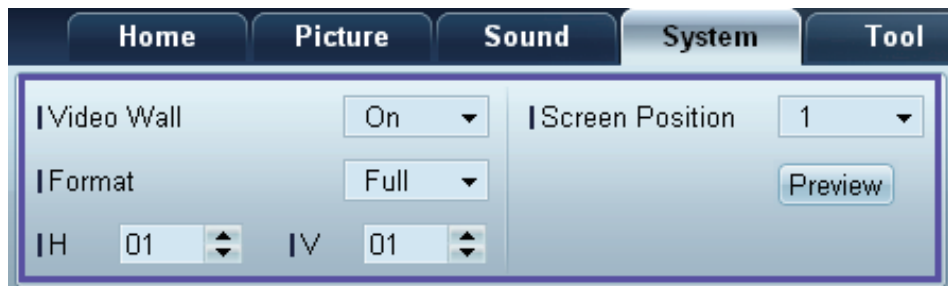 Home Picture Sound System Tool
Video Wall On
Format Full
H 01 V 01
Screen Position 1
Preview